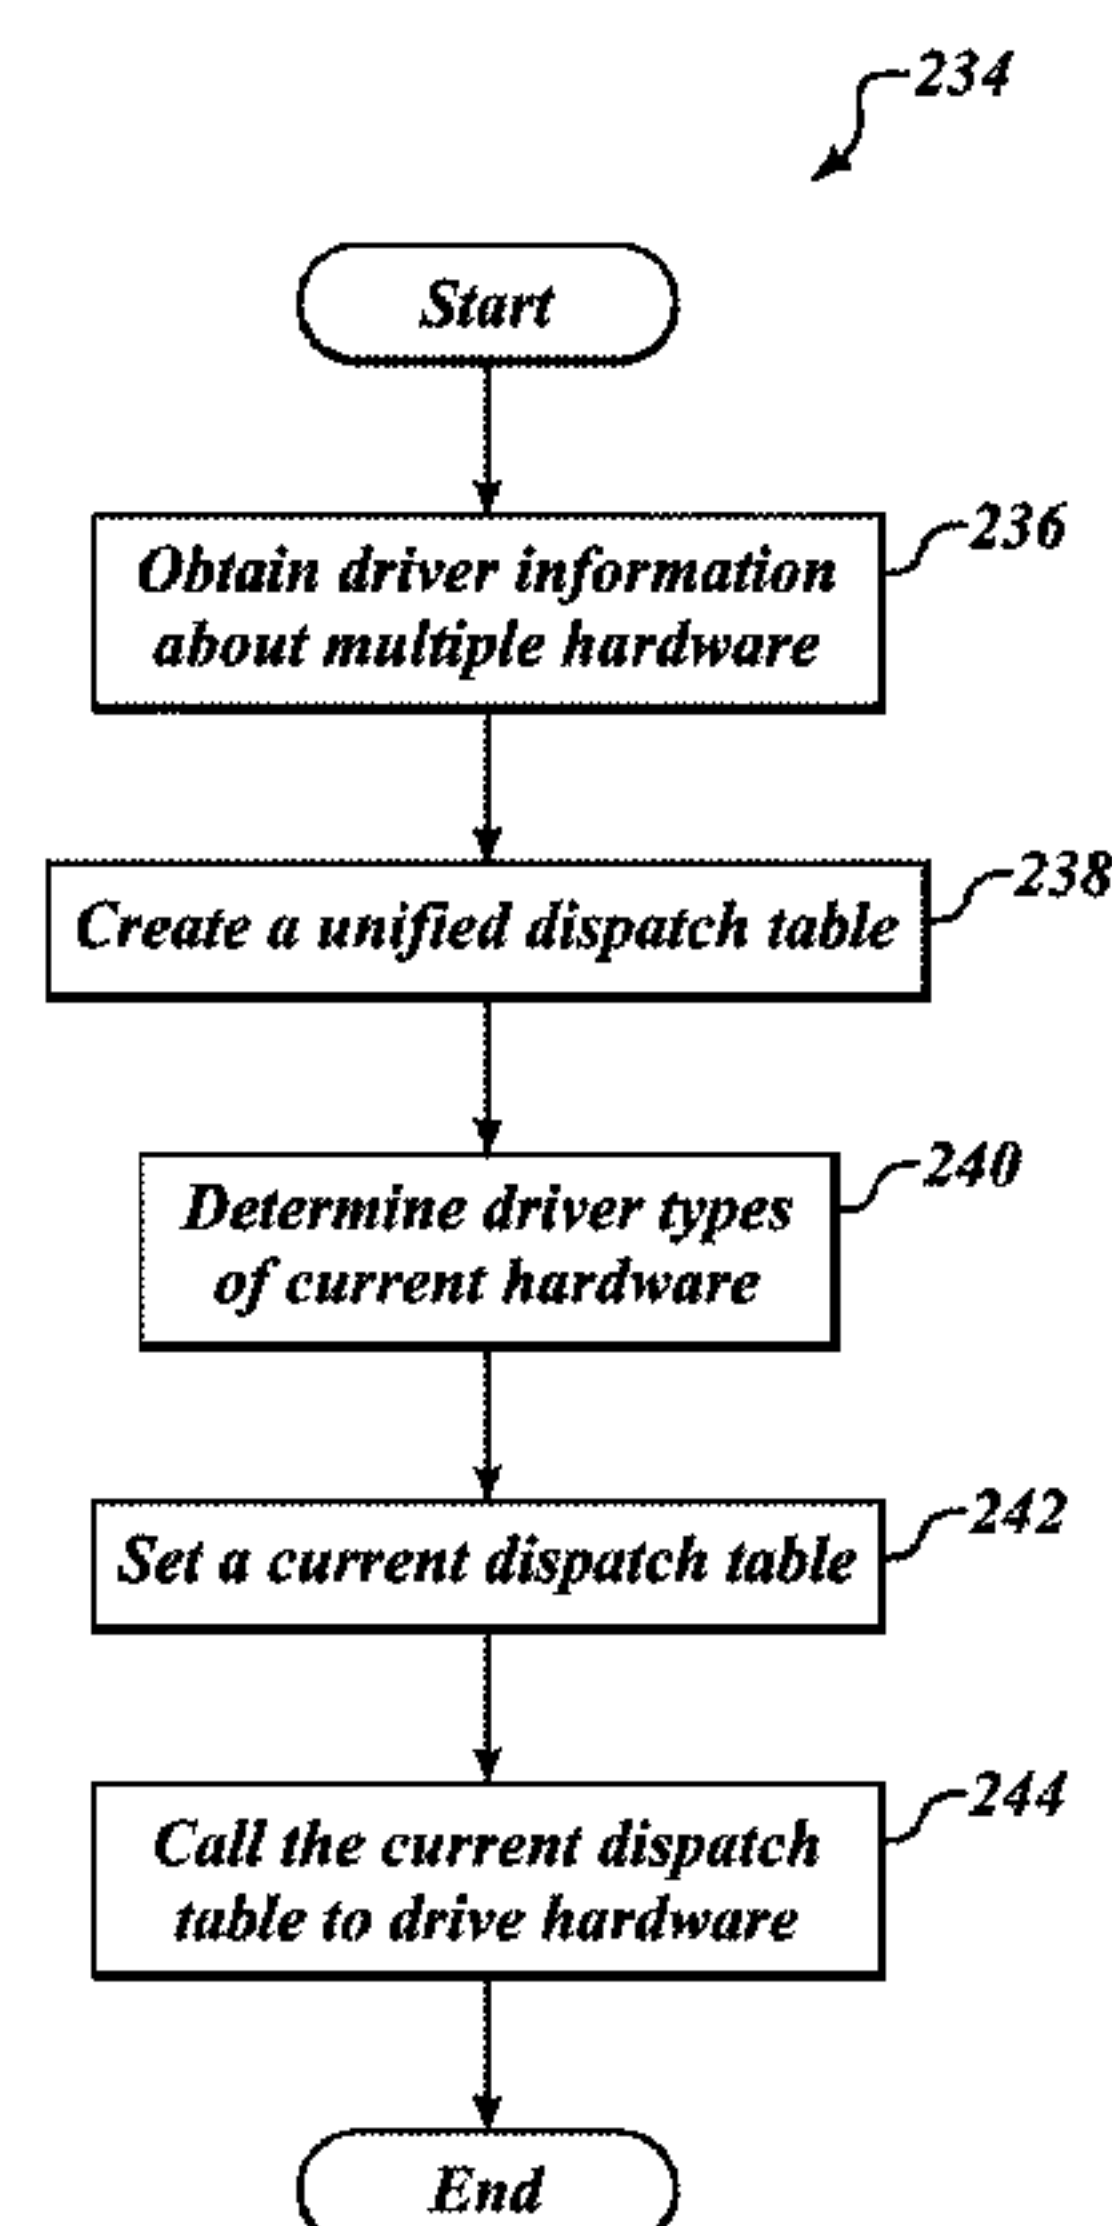 234
Start
236
Obtain driver information
about multiple hardware
238
Create a unified dispatch table
240
Determine driver types
of current hardware
242
Set a current dispatch table
244
Call the current dispatch
table to drive hardware
End